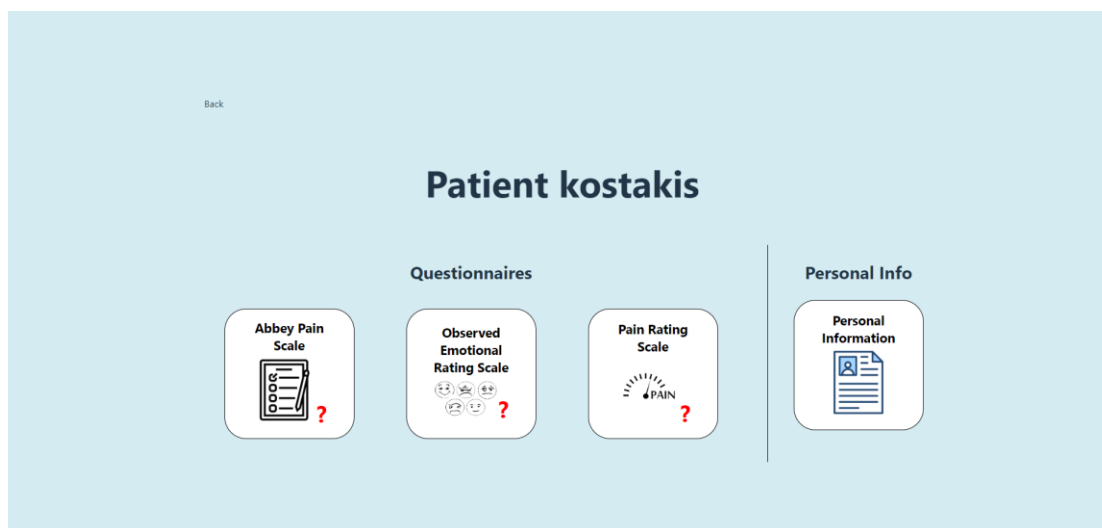 Back
Patient kostakis
Questionnaires
Personal Info
Abbey Pain
Scale
?
Observed
Emotional
Rating Scale
?
Pain Rating
Scale
PAIN
?
Personal
Information